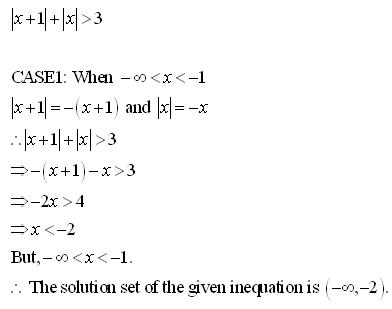 |x+1|+|x|>3
CASE1: When −∞<x<−1
|x+1|=−(x+1) and |x|=−x
∴|x+1|+|x|>3
⇒−(x+1)−x>3
⇒−2x>4
⇒x<−2
But,−∞<x<−1.
∴ The solution set of the given inequation is (−∞,−2).